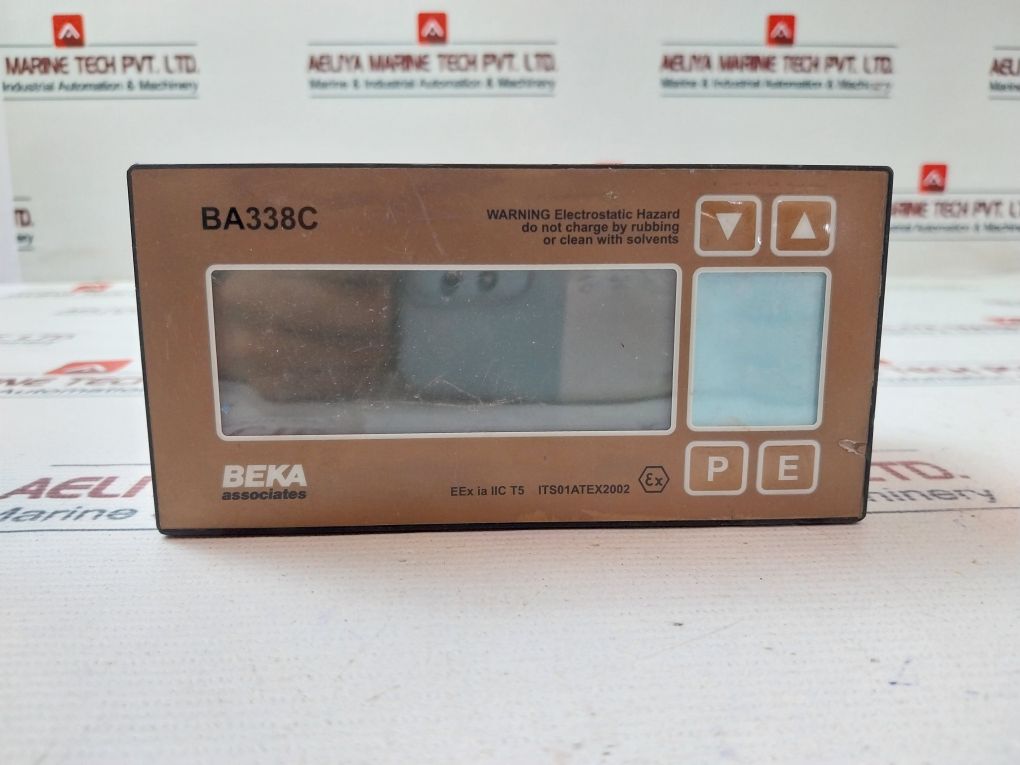 MARINE TECH PVT. LTD.
Industrial Automation & Machinery
AELIYA MARINE TECH PVT. LTD.
Marine & Industrial Automation & Machinery
AELIYA MARINE TECH PVT. LTD.
Marine & Industrial Automation & Machinery
BA338C
WARNING Electrostatic Hazard
do not charge by rubbing
or clean with solvents
BEKA
associates
EEx ia IIC T5 ITS01ATEX2002
εx
P
E
Marine